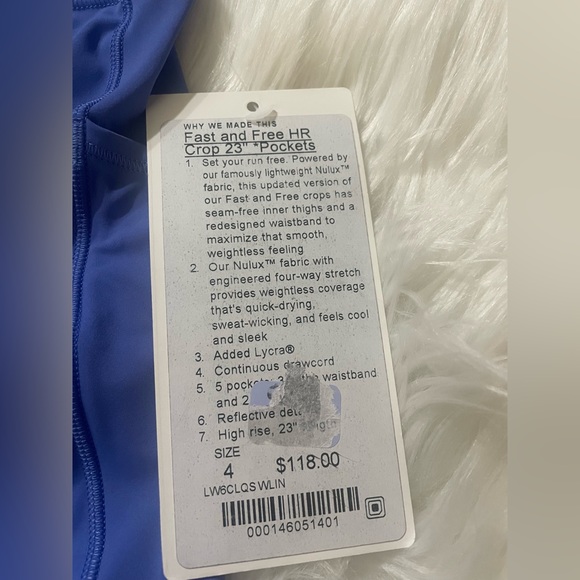 WHY WE MADE THIS
Fast and Free HR
Crop 23" *Pockets
1. Set your run free. Powered by
our famously lightweight Nulux™
fabric, this updated version of
our Fast and Free crops has
seam-free inner thighs and a
redesigned waistband to
maximize that smooth,
weightless feeling
2. Our Nulux™ fabric with
engineered four-way stretch
provides weightless coverage
that's quick-drying,
sweat-wicking, and feels cool
and sleek
3. Added Lycra®
4. Continuous drawcord
5. 5 waistband
and 2
6. Reflective
7. High rise, 23"
SIZE
4 $118.00
LW6CLQS WLIN
000146051401